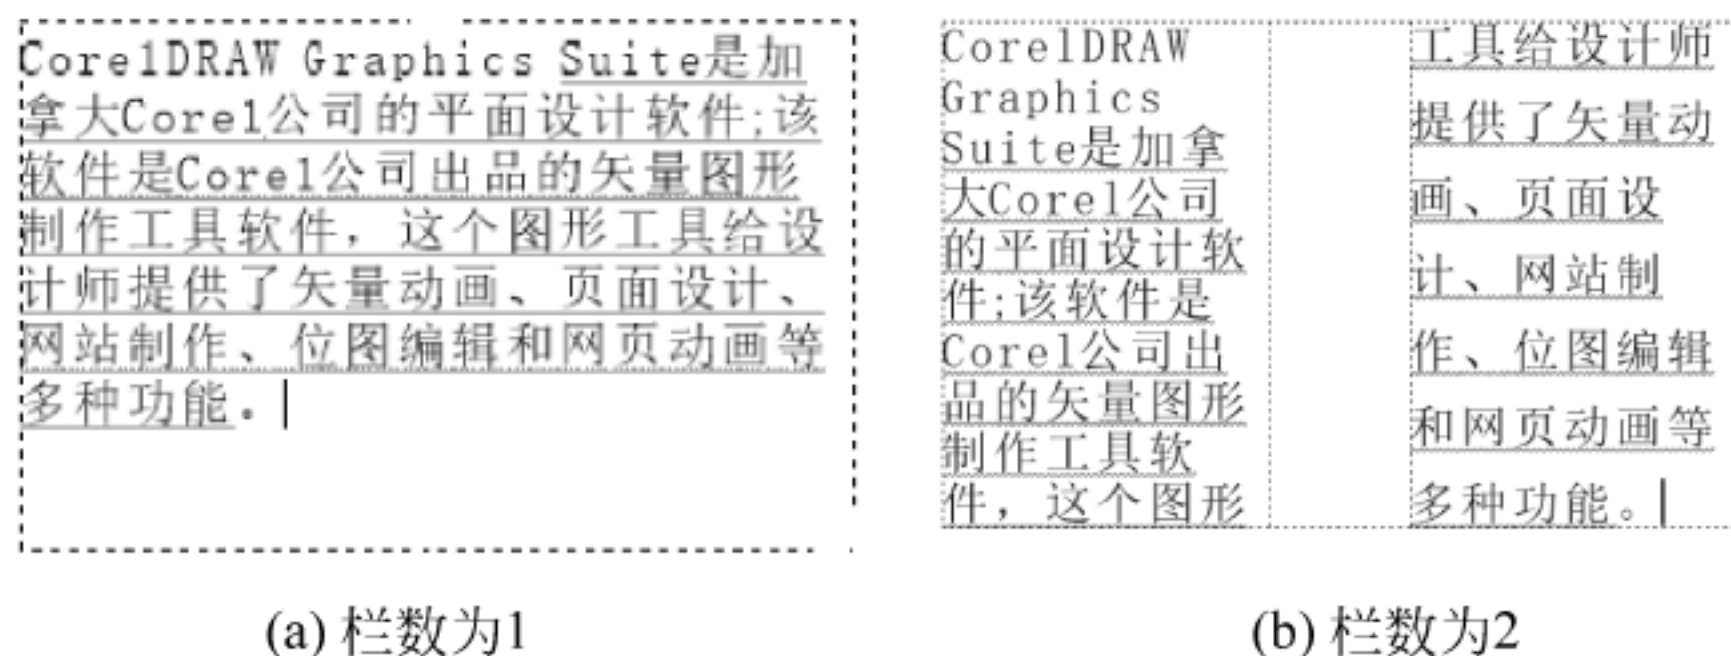 CorelDRAW Graphics Suite是加
拿大Corel公司的平面设计软件;该
软件是Corel公司出品的矢量图形
制作工具软件，这个图形工具给设
计师提供了矢量动画、页面设计、
网站制作、位图编辑和网页动画等
多种功能。
(a) 栏数为1
CorelDRAW
Graphics
Suite是加拿
大Corel公司
的平面设计软
件;该软件是
Corel公司出
品的矢量图形
制作工具软
件，这个图形
工具给设计师
提供了矢量动
画、页面设
计、网站制
作、位图编辑
和网页动画等
多种功能。
(b) 栏数为2